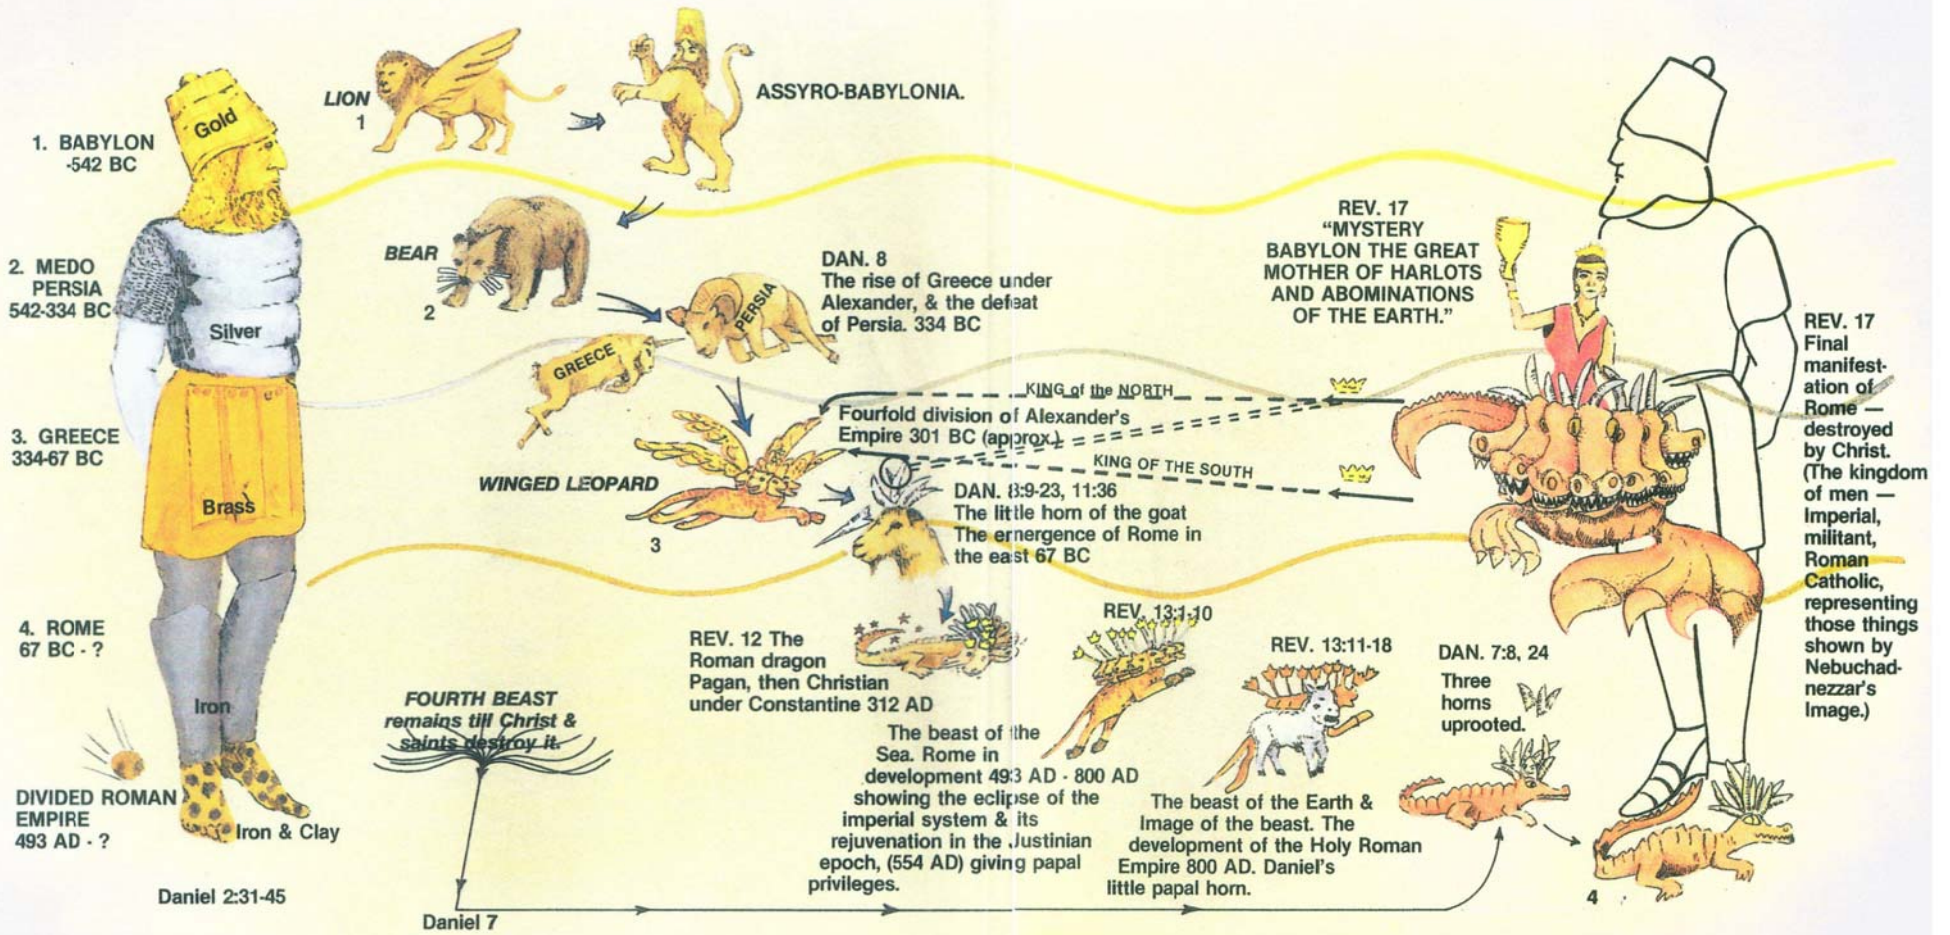 1. BABYLON
-542 BC
Gold
2. MEDO
PERSIA
542-334 BC
Silver
3. GREECE
334-67 BC
Brass
4. ROME
67 BC - ?
Iron
DIVIDED ROMAN
EMPIRE
493 AD - ?
Iron & Clay
Daniel 2:31-45
LION
1
ASSYRO-BABYLONIA.
BEAR
2
PERSIA
GREECE
DAN. 8
The rise of Greece under
Alexander, & the defeat
of Persia. 334 BC
WINGED LEOPARD
3
KING of the NORTH
Fourfold division of Alexander's
Empire 301 BC (approx.)
KING OF THE SOUTH
DAN. 8:9-23, 11:36
The little horn of the goat
The emergence of Rome in
the east 67 BC
FOURTH BEAST
remains till Christ &
saints destroy it.
Daniel 7
REV. 12 The
Roman dragon
Pagan, then Christian
under Constantine 312 AD
REV. 13:1-10
The beast of the
Sea. Rome in
development 493 AD - 800 AD
showing the eclipse of the
imperial system & its
rejuvenation in the Justinian
epoch, (554 AD) giving papal
privileges.
REV. 13:11-18
The beast of the Earth &
Image of the beast. The
development of the Holy Roman
Empire 800 AD. Daniel's
little papal horn.
DAN. 7:8, 24
Three
horns
uprooted.
4
REV. 17
"MYSTERY
BABYLON THE GREAT
MOTHER OF HARLOTS
AND ABOMINATIONS
OF THE EARTH."
REV. 17
Final
manifest-
ation of
Rome —
destroyed
by Christ.
(The kingdom
of men —
Imperial,
militant,
Roman
Catholic,
representing
those things
shown by
Nebuchad-
nezzar's
Image.)